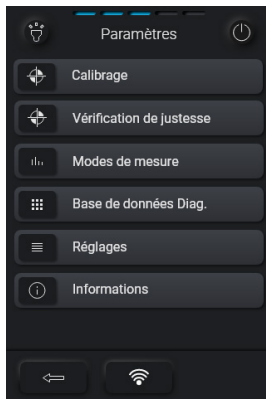 Paramètres
Calibrage
Vérification de justesse
Modes de mesure
Base de données Diag.
Réglages
Informations